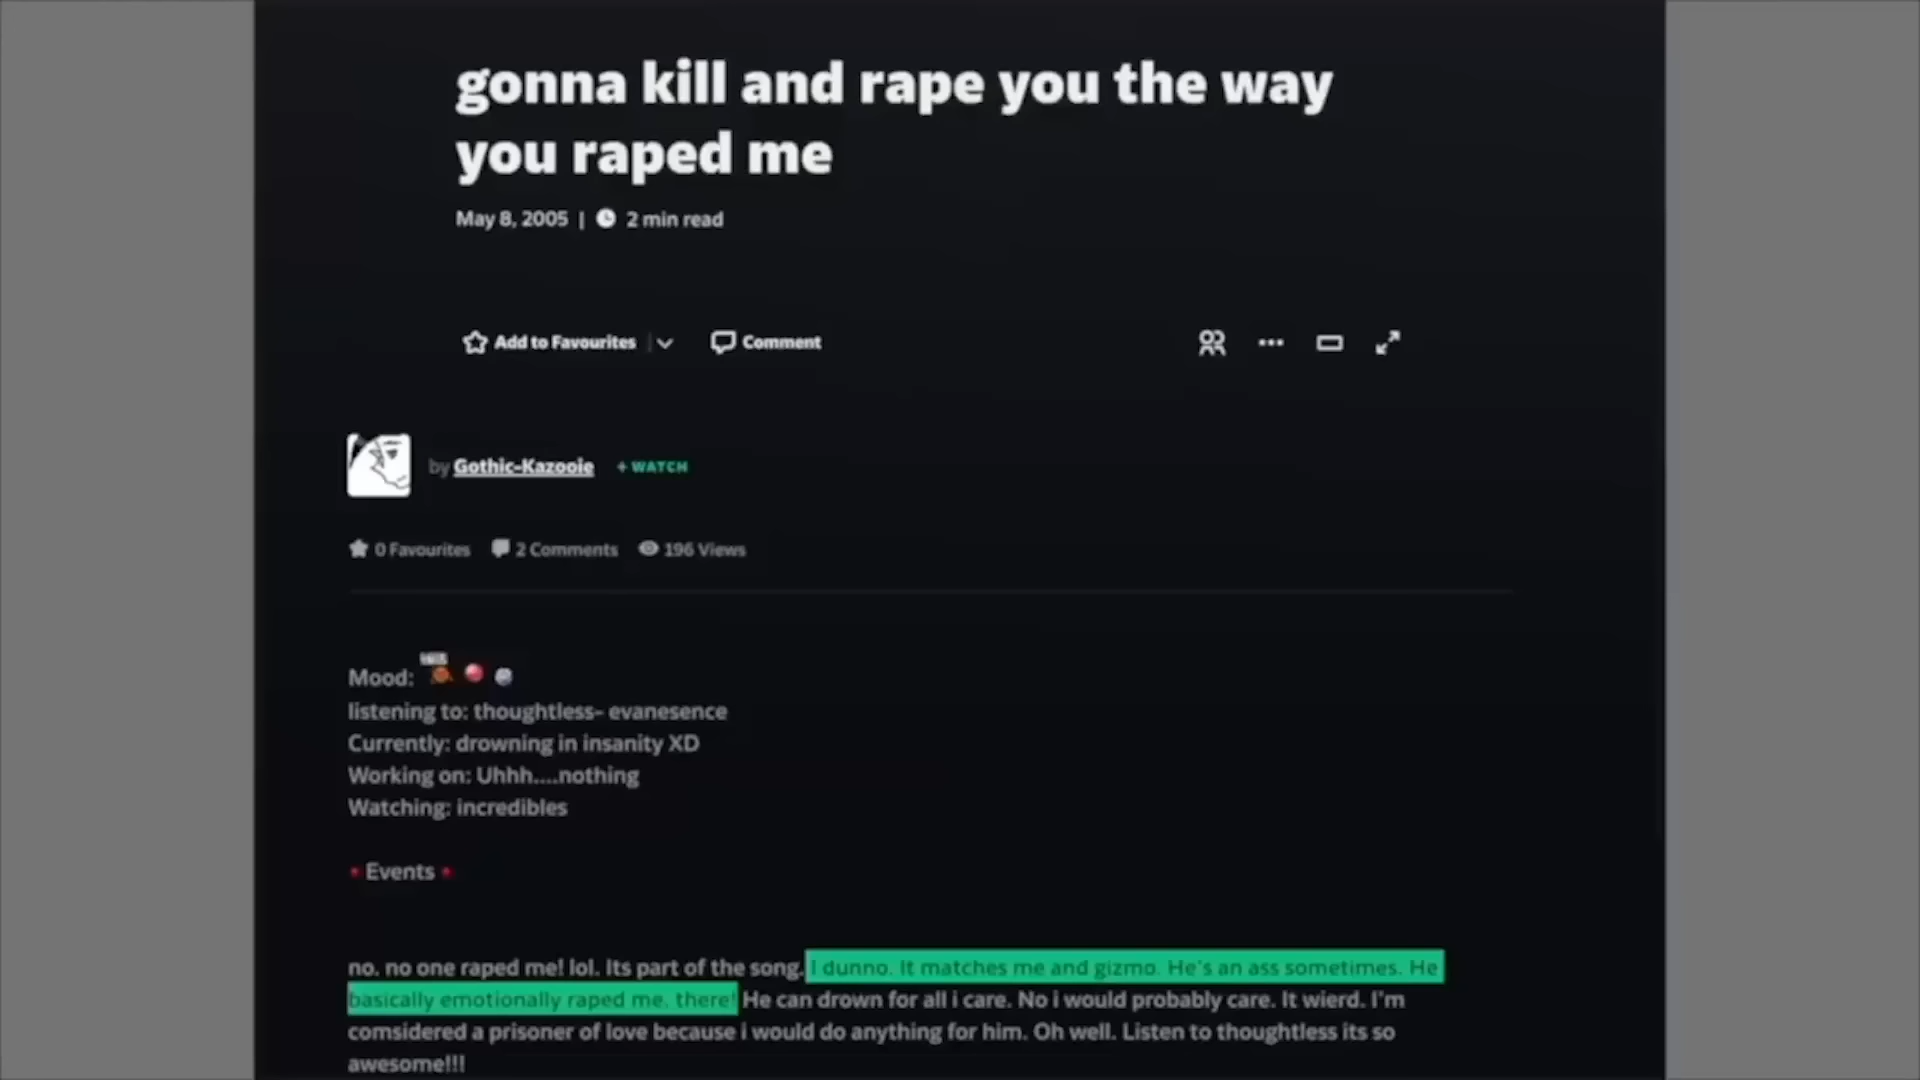 gonna kill and rape you the way
you raped me
May 8, 2005 | 2 min read
Add to Favourites Comment
by Gothic-Kazooie + WATCH
0 Favourites 2 Comments 196 Views
Mood:
listening to: thoughtless- evanesence
Currently: drowning in insanity XD
Working on: Uhhh....nothing
Watching: incredibles
Events
no. no one raped me! lol. Its part of the song. I dunno. It matches me and gizmo. He's an ass sometimes. He
basically emotionally raped me. there! He can drown for all i care. No i would probably care. It wierd. I'm
comsidered a prisoner of love because i would do anything for him. Oh well. Listen to thoughtless its so
awesome!!!